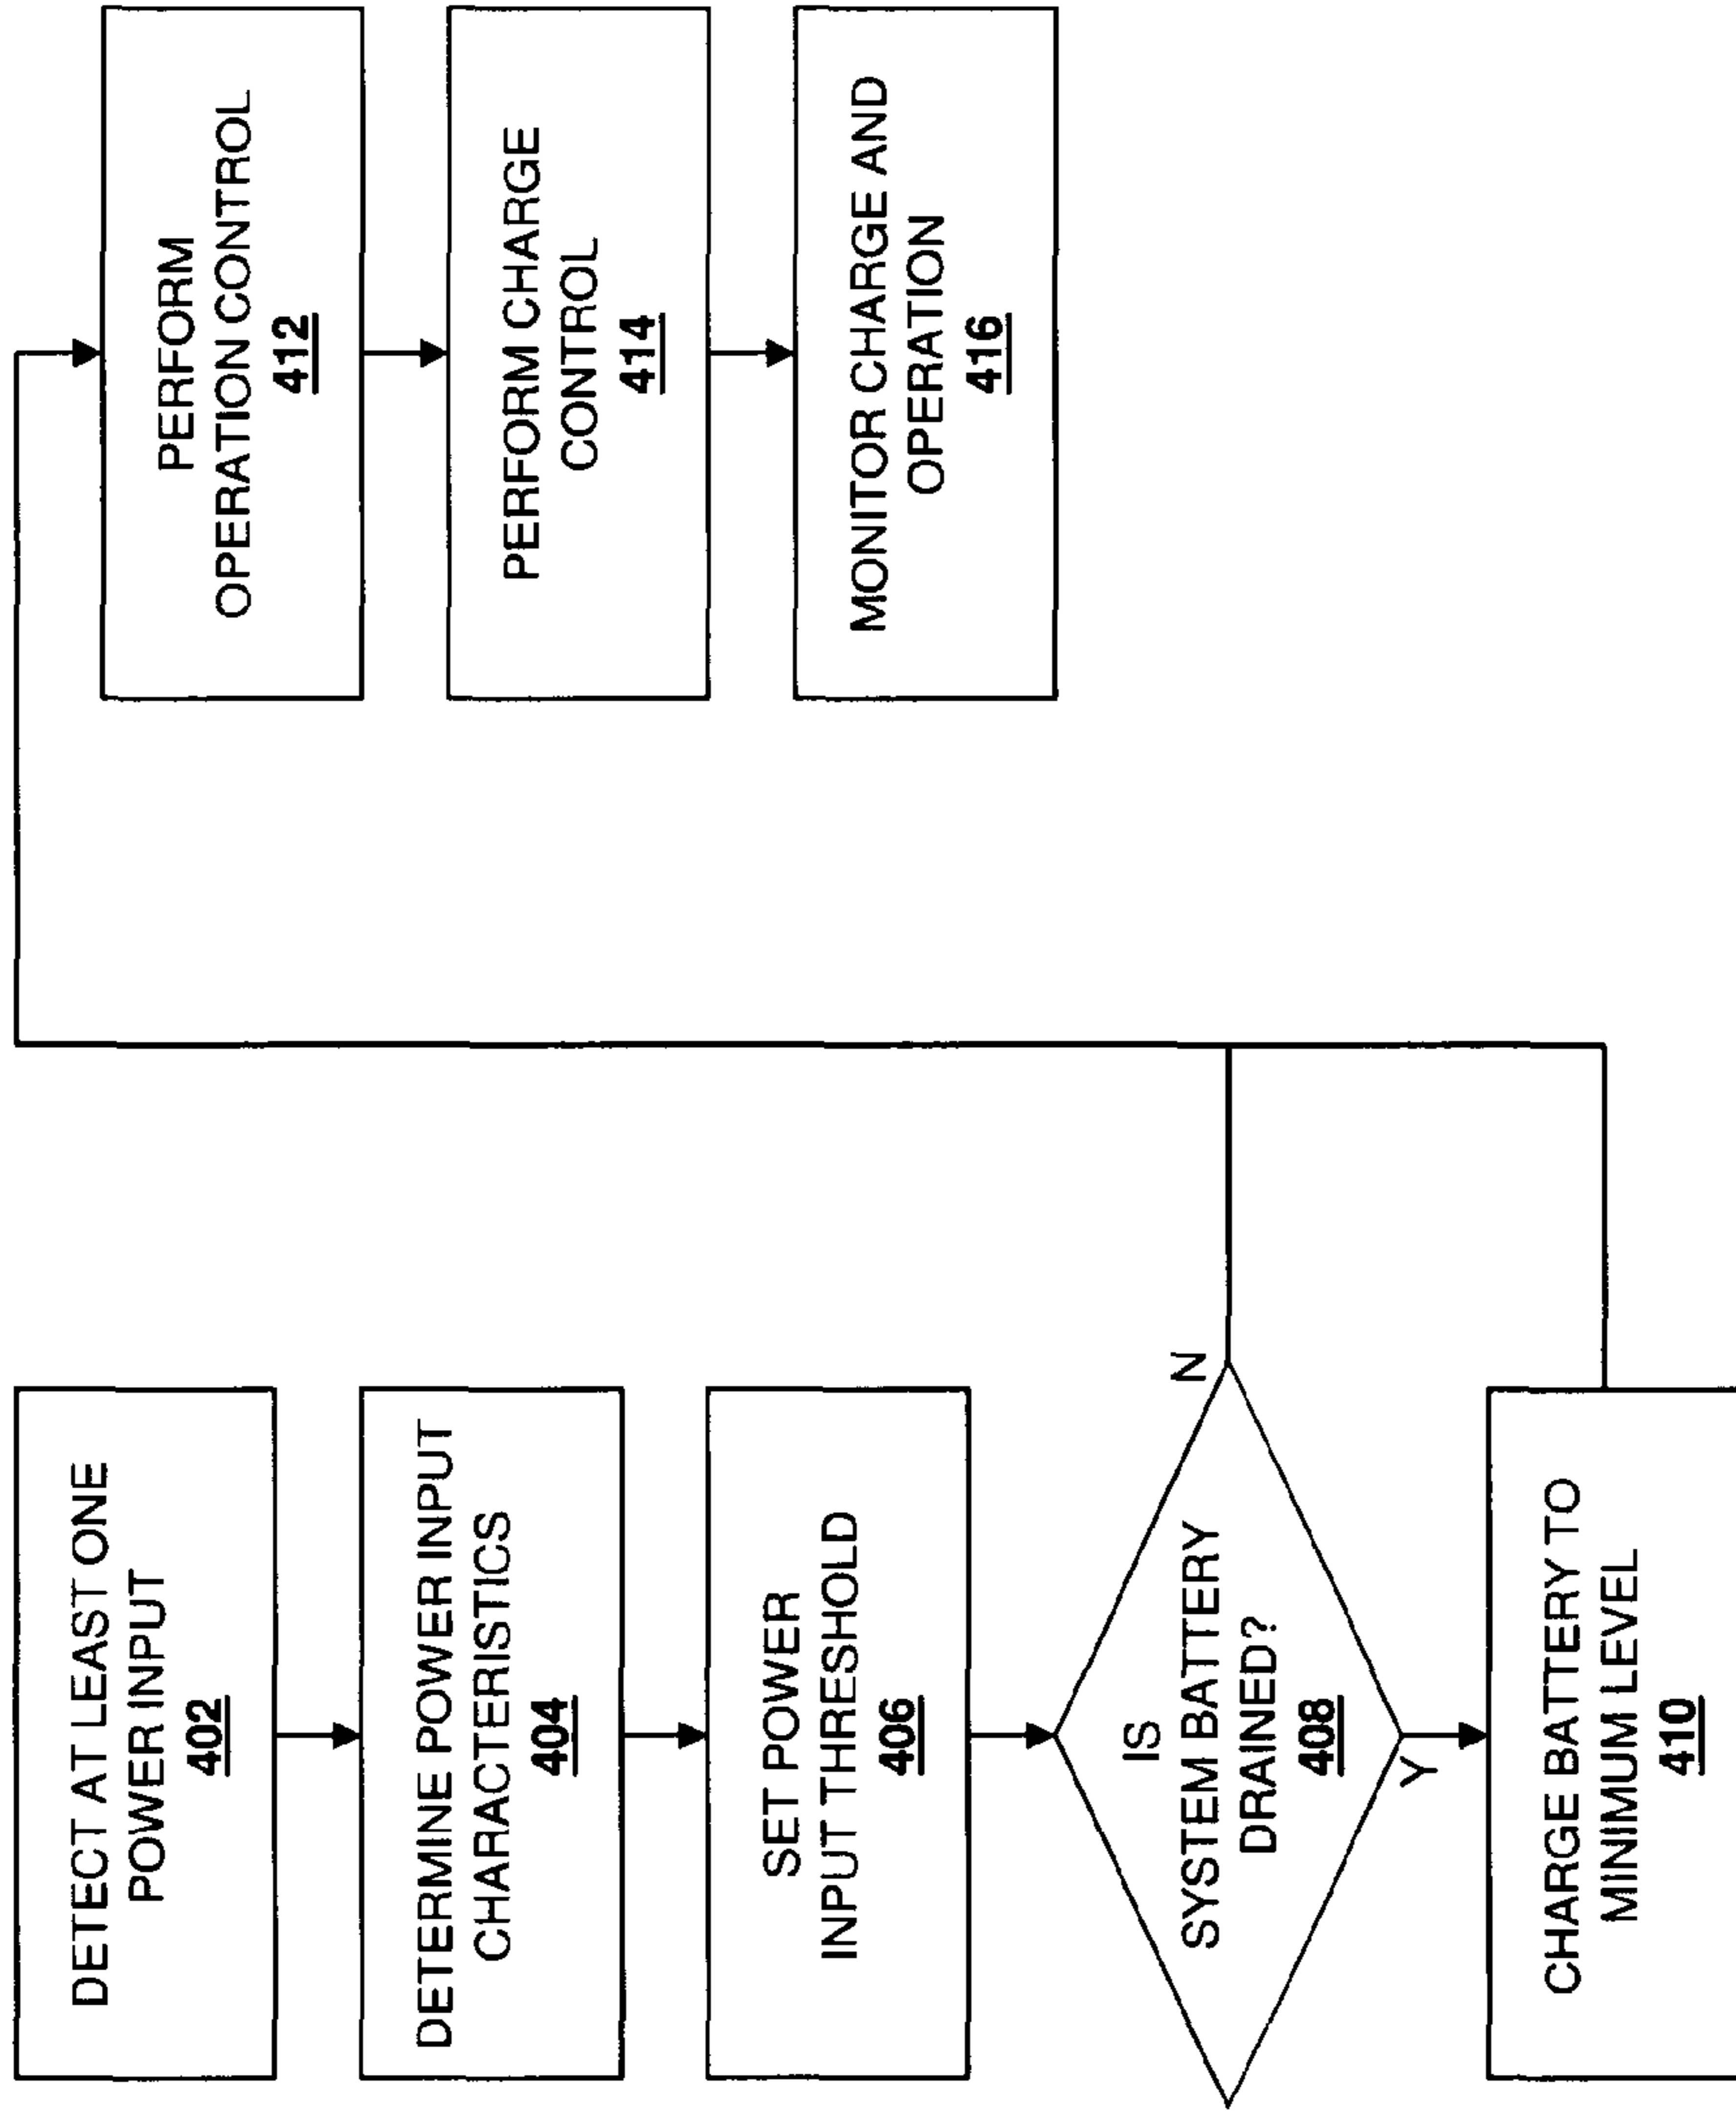 DETECT AT LEAST ONE
POWER INPUT
402
DETERMINE POWER INPUT
CHARACTERISTICS
404
SET POWER
INPUT THRESHOLD
406
IS
SYSTEM BATTERY
DRAINED?
408
N
Y
CHARGE BATTERY TO
MINIMUM LEVEL
410
PERFORM
OPERATION CONTROL
412
PERFORM CHARGE
CONTROL
414
MONITOR CHARGE AND
OPERATION
416